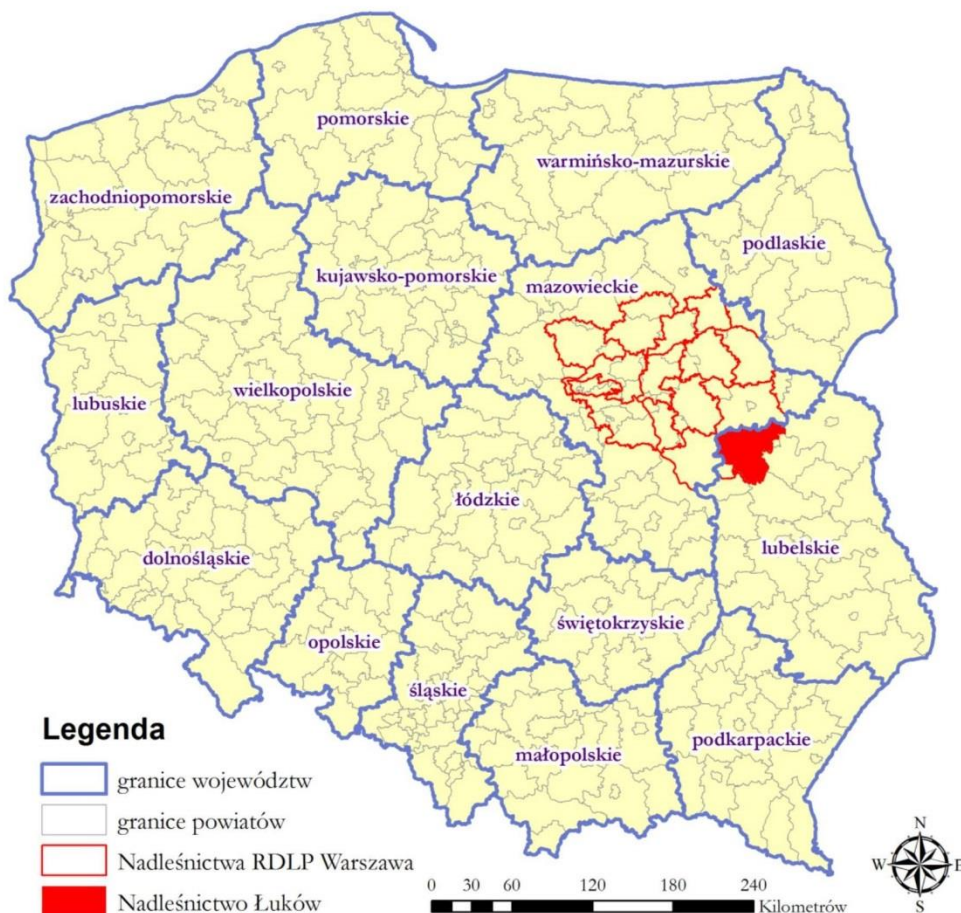 pomorskie
warmińsko-mazurskie
zachodniopomorskie
podlaskie
kujawsko-pomorskie
mazowieckie
wielkopolskie
lubuskie
łódzkie
dolnośląskie
lubelskie
opolskie
świętokrzyskie
śląskie
małopolskie
podkarpackie
Legenda
granice województw
granice powiatów
Nadleśnictwa RDLP Warszawa
Nadleśnictwo Łuków
0 30 60 120 180 240
Kilometrów
N
W E
S